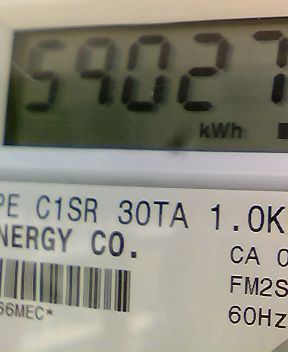 59027
kWh
PE C1SR 30TA 1.0K
NERGY CO.
CA 0
FM2S
66MEC*
60Hz